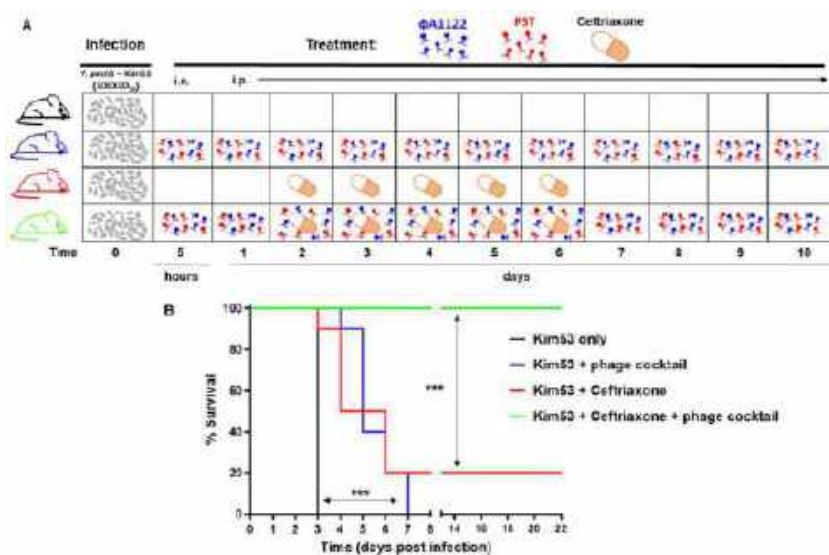 A
Infection
Treatment:
ΦA1122
PST
Ceftriaxone
Y. pestis – Kim53
i.n.
i.p.
Time
0
5
1
2
3
4
5
6
7
8
9
10
hours
days
B
% Survival
100
80
60
40
20
0
***
***
Kim53 only
Kim53 + phage cocktail
Kim53 + Ceftriaxone
Kim53 + Ceftriaxone + phage cocktail
0 1 2 3 4 5 6 7 8 14 16 18 20 22
Time (days post infection)